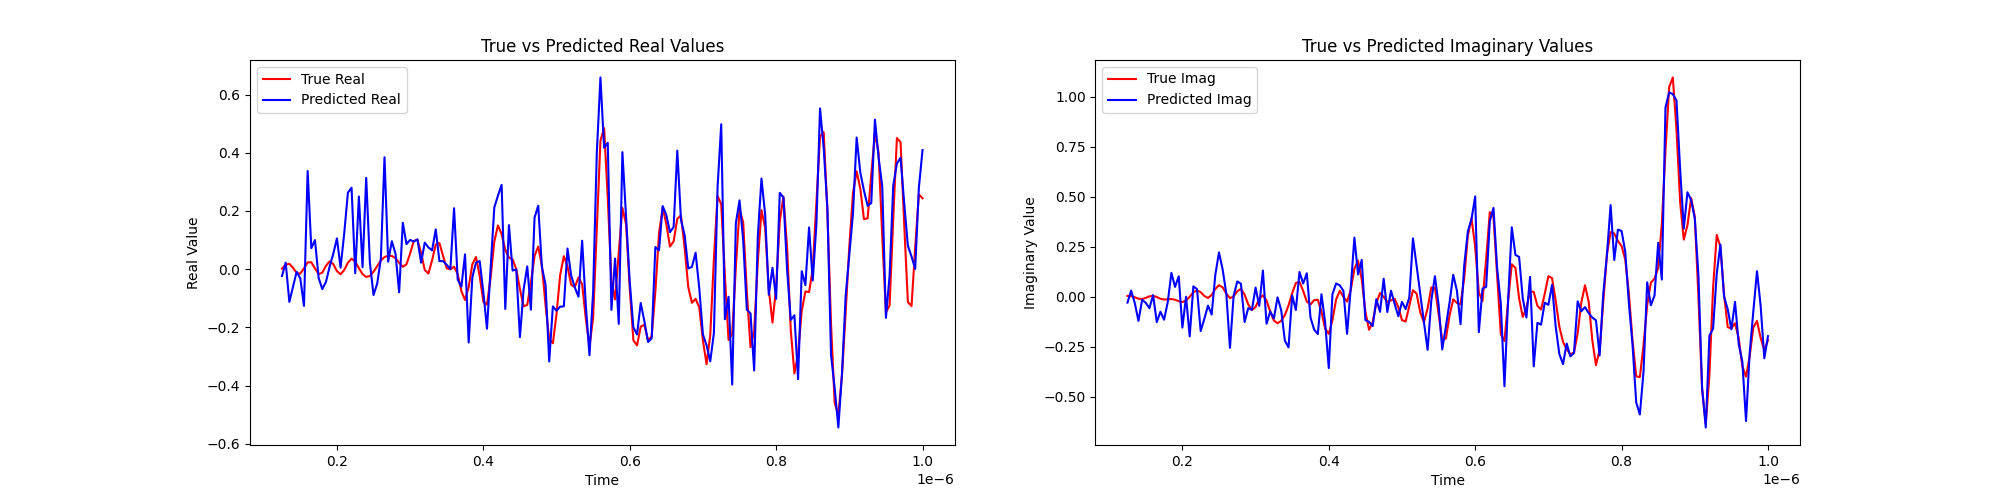 True vs Predicted Real Values
True Real
Predicted Real
Real Value
0.6
0.4
0.2
0.0
−0.2
−0.4
−0.6
0.2
0.4
0.6
0.8
1.0
1e−6
Time
True vs Predicted Imaginary Values
True Imag
Predicted Imag
Imaginary Value
1.00
0.75
0.50
0.25
0.00
−0.25
−0.50
0.2
0.4
0.6
0.8
1.0
1e−6
Time